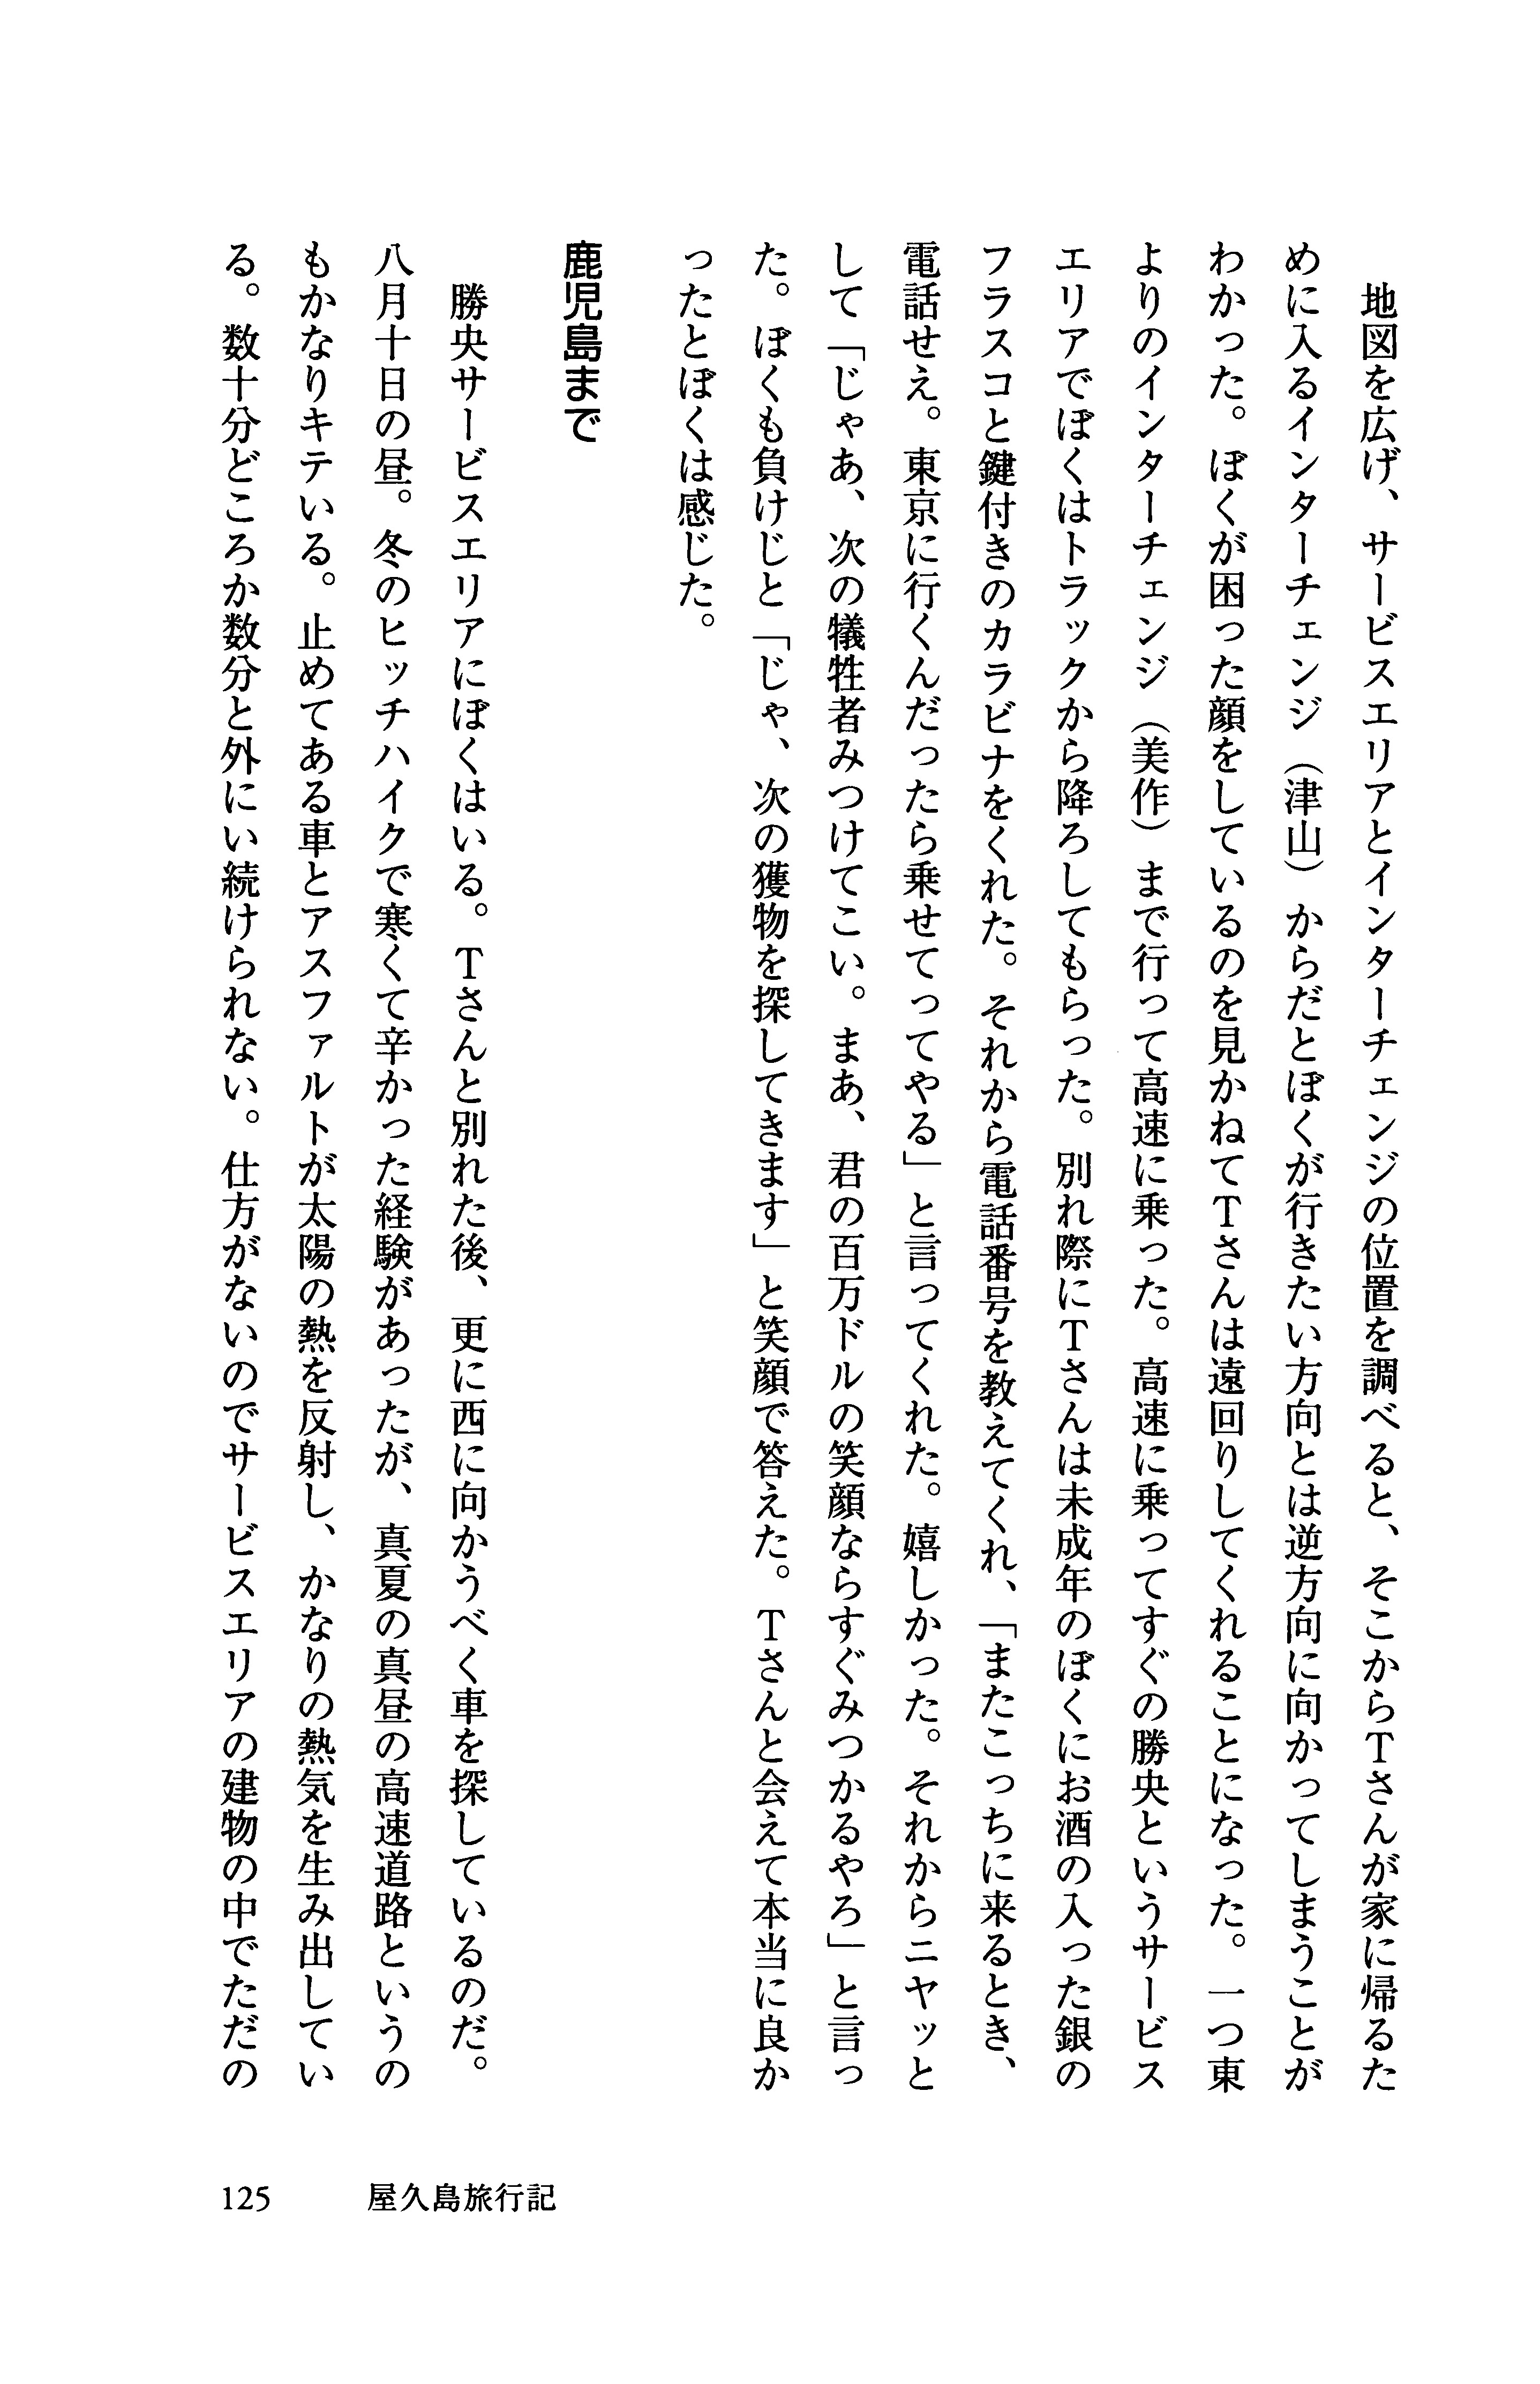 地図を広げ、サービスエリアとインターチェンジの位置を調べると、そこからTさんが家に帰るた
めに入るインターチェンジ（津山）からだとぼくが行きたい方向とは逆方向に向かってしまうことが
わかった。ぼくが困った顔をしているのを見かねてTさんは遠回りしてくれることになった。一つ東
よりのインターチェンジ（美作）まで行って高速に乗った。高速に乗ってすぐの勝央というサービス
エリアでぼくはトラックから降ろしてもらった。別れ際にTさんは未成年のぼくにお酒の入った銀の
フラスコと鍵付きのカラビナをくれた。それから電話番号を教えてくれ、「またこっちに来るとき、
電話せえ。東京に行くんだったら乗せてってやる」と言ってくれた。嬉しかった。それからニヤッと
して「じゃあ、次の犠牲者みつけてこい。まあ、君の百万ドルの笑顔ならすぐみつかるやろ」と言っ
た。ぼくも負けじと「じゃ、次の獲物を探してきます」と笑顔で答えた。Tさんと会えて本当に良か
ったとぼくは感じた。
鹿児島まで
　勝央サービスエリアにぼくはいる。Tさんと別れた後、更に西に向かうべく車を探しているのだ。
八月十日の昼。冬のヒッチハイクで寒くて辛かった経験があったが、真夏の真昼の高速道路というの
もかなりキテいる。止めてある車とアスファルトが太陽の熱を反射し、かなりの熱気を生み出してい
る。数十分どころか数分と外にい続けられない。仕方がないのでサービスエリアの建物の中でただの
125　屋久島旅行記